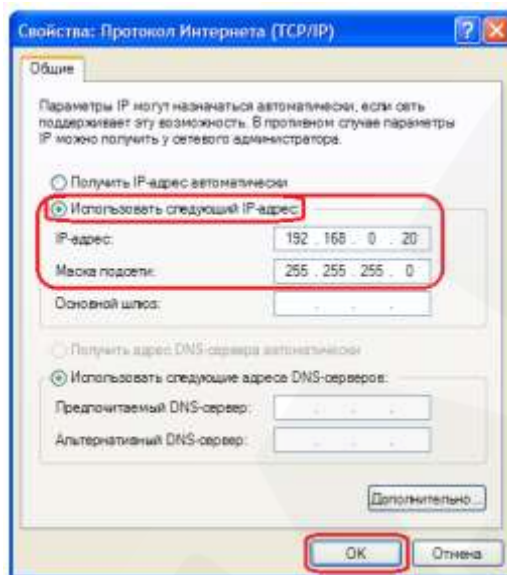 Свойства: Протокол Интернета (TCP/IP)
Общие
Параметры IP могут назначаться автоматически, если сеть
поддерживает эту возможность. В противном случае параметры
IP можно получить у сетевого администратора.
Получить IP-адрес автоматически
Использовать следующий IP-адрес:
IP-адрес: 192 . 168 . 0 . 20
Маска подсети: 255 . 255 . 255 . 0
Основной шлюз: . . .
Получить адрес DNS-сервера автоматически
Использовать следующие адреса DNS-серверов:
Предпочитаемый DNS-сервер: . . .
Альтернативный DNS-сервер: . . .
Дополнительно...
OK Отмена